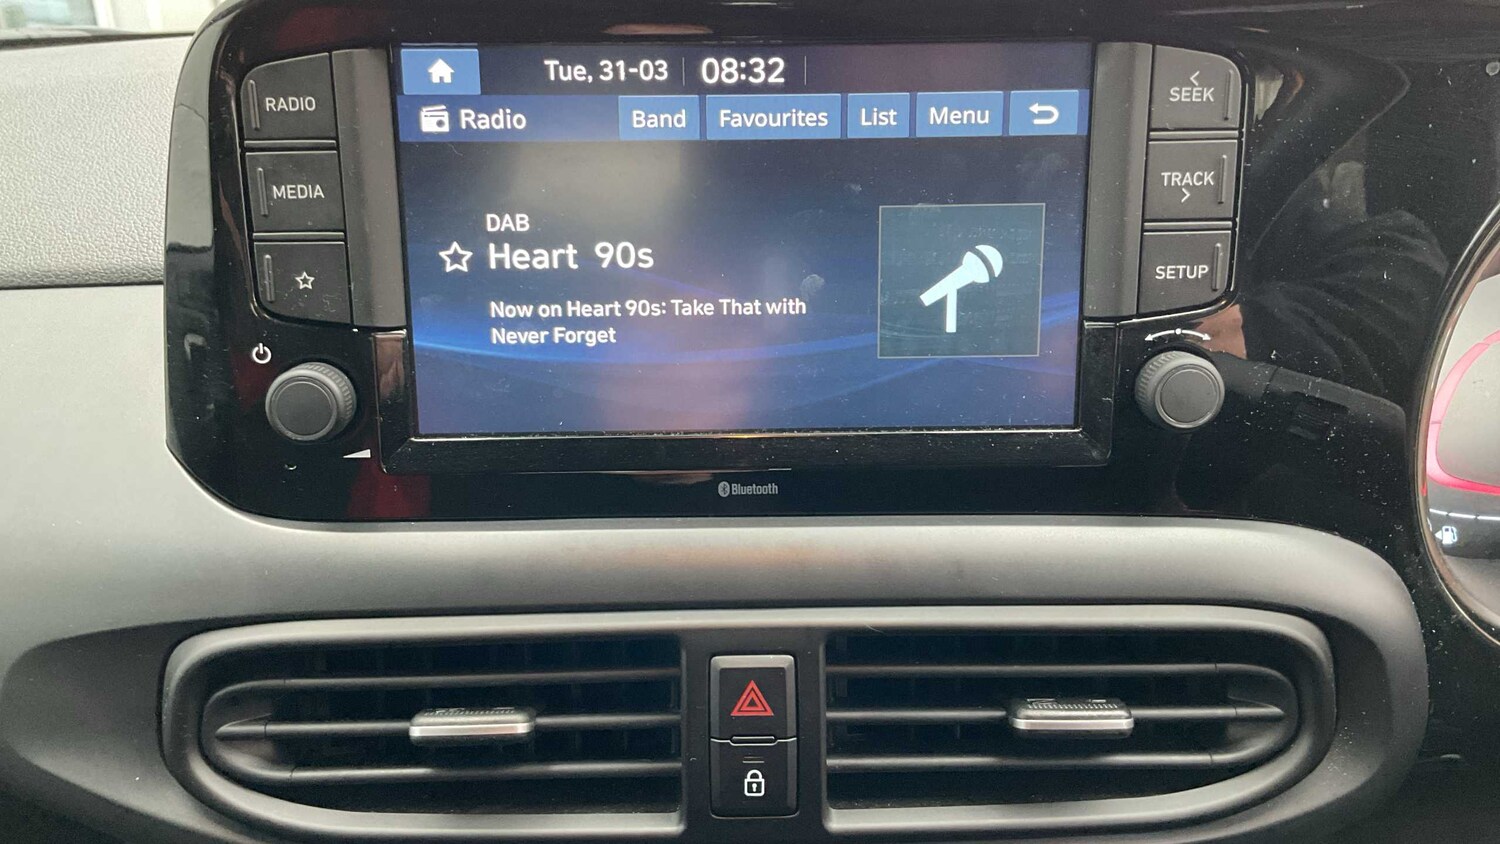 RADIO
MEDIA
Tue, 31-03 08:32
Radio Band Favourites List Menu
DAB
Heart 90s
Now on Heart 90s: Take That with
Never Forget
SEEK
TRACK
SETUP
Bluetooth